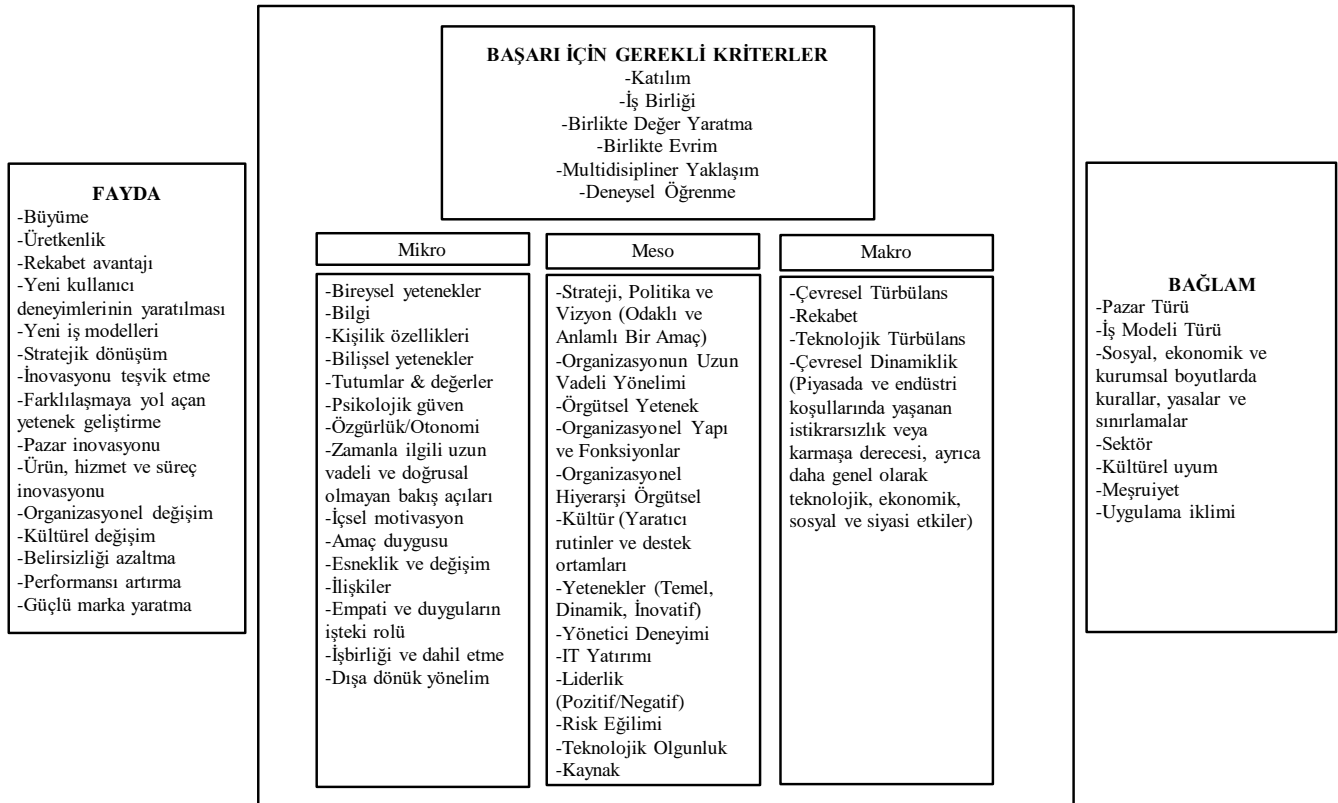 BAŞARI İÇİN GEREKLİ KRİTERLER
-Katılım
-İş Birliği
-Birlikte Değer Yaratma
-Birlikte Evrim
-Multidisipliner Yaklaşım
-Deneysel Öğrenme
FAYDA
-Büyüme
-Üretkenlik
-Rekabet avantajı
-Yeni kullanıcı
deneyimlerinin yaratılması
-Yeni iş modelleri
-Stratejik dönüşüm
-İnovasyonu teşvik etme
-Farklılaşmaya yol açan
yetenek geliştirme
-Pazar inovasyonu
-Ürün, hizmet ve süreç
inovasyonu
-Organizasyonel değişim
-Kültürel değişim
-Belirsizliği azaltma
-Performansı artırma
-Güçlü marka yaratma
Mikro
-Bireysel yetenekler
-Bilgi
-Kişilik özellikleri
-Bilişsel yetenekler
-Tutumlar & değerler
-Psikolojik güven
-Özgürlük/Otonomi
-Zamanla ilgili uzun
vadeli ve doğrusal
olmayan bakış açıları
-İçsel motivasyon
-Amaç duygusu
-Esneklik ve değişim
-İlişkiler
-Empati ve duyguların
işteki rolü
-İşbirliği ve dahil etme
-Dışa dönük yönelim
Meso
-Strateji, Politika ve
Vizyon (Odaklı ve
Anlamlı Bir Amaç)
-Organizasyonun Uzun
Vadeli Yönelimi
-Örgütsel Yetenek
-Organizasyonel Yapı
ve Fonksiyonlar
-Organizasyonel
Hiyerarşi Örgütsel
-Kültür (Yaratıcı
rutinler ve destek
ortamları
-Yetenekler (Temel,
Dinamik, İnovatif)
-Yönetici Deneyimi
-IT Yatırımı
-Liderlik
(Pozitif/Negatif)
-Risk Eğilimi
-Teknolojik Olgunluk
-Kaynak
Makro
-Çevresel Türbülans
-Rekabet
-Teknolojik Türbülans
-Çevresel Dinamiklik
(Piyasada ve endüstri
koşullarında yaşanan
istikrarsızlık veya
karmaşa derecesi, ayrıca
daha genel olarak
teknolojik, ekonomik,
sosyal ve siyasi etkiler)
BAĞLAM
-Pazar Türü
-İş Modeli Türü
-Sosyal, ekonomik ve
kurumsal boyutlarda
kurallar, yasalar ve
sınırlamalar
-Sektör
-Kültürel uyum
-Meşruiyet
-Uygulama iklimi